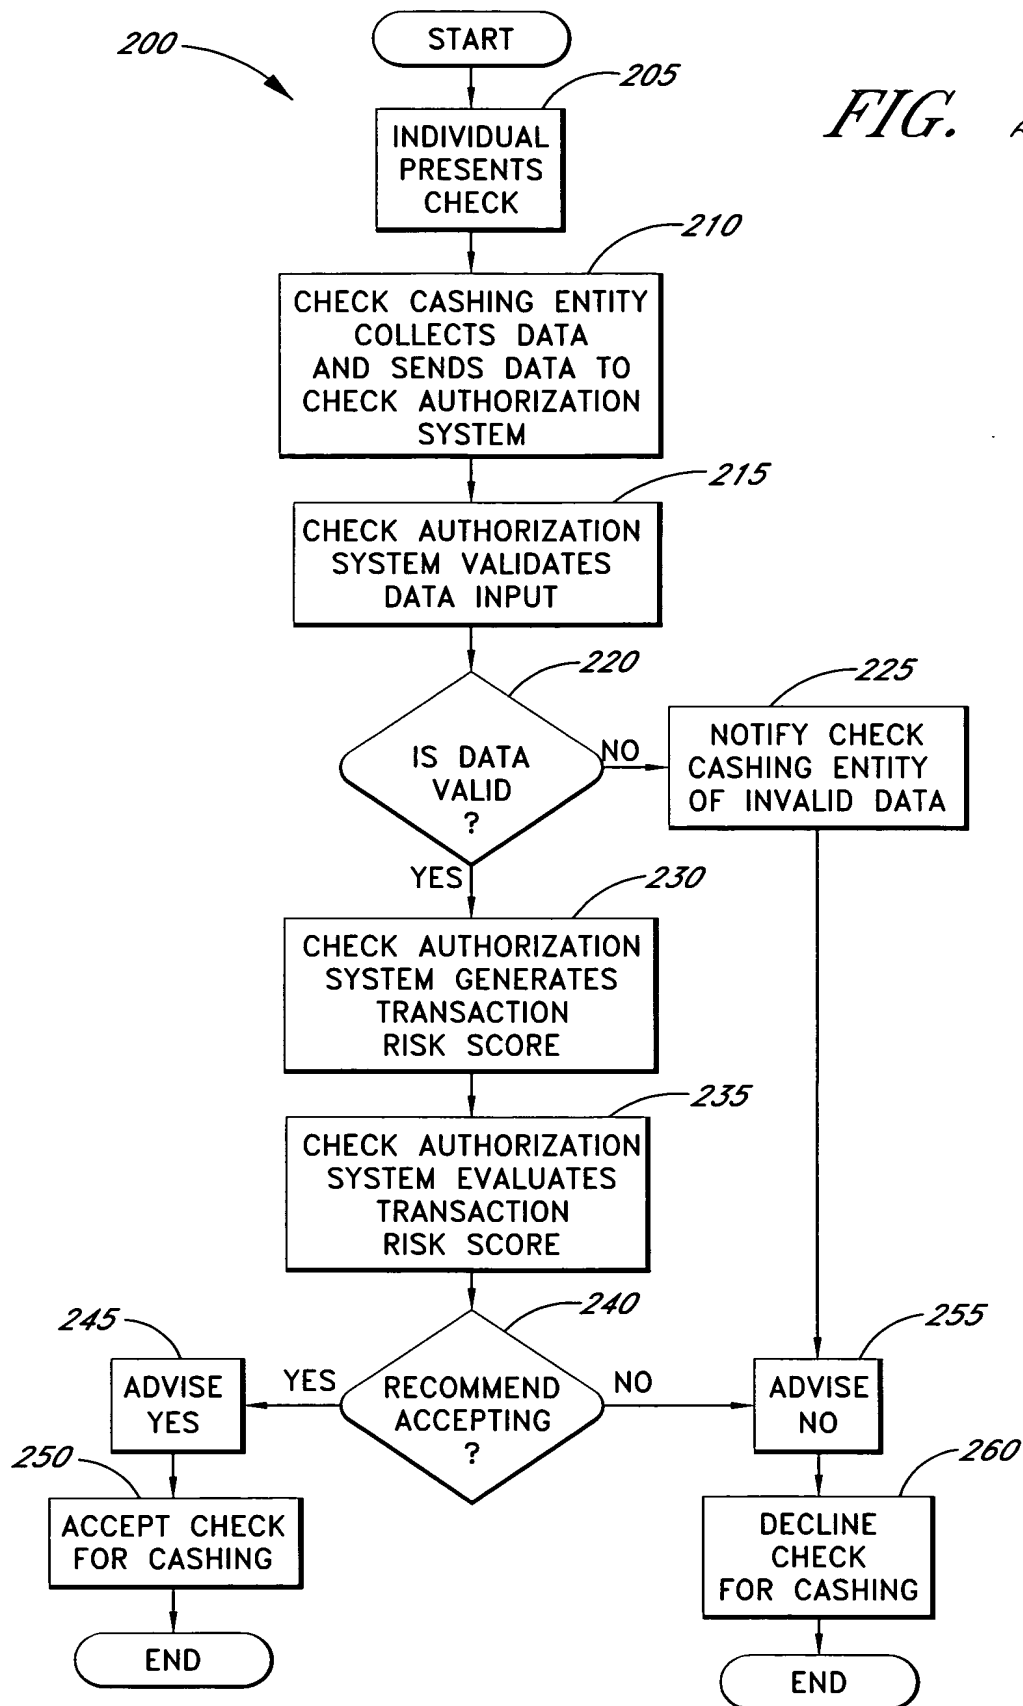 START
200
205
FIG.
INDIVIDUAL
PRESENTS
CHECK
210
CHECK CASHING ENTITY
COLLECTS DATA
AND SENDS DATA TO
CHECK AUTHORIZATION
SYSTEM
215
CHECK AUTHORIZATION
SYSTEM VALIDATES
DATA INPUT
220
IS DATA
VALID
?
NO
225
NOTIFY CHECK
CASHING ENTITY
OF INVALID DATA
YES
230
CHECK AUTHORIZATION
SYSTEM GENERATES
TRANSACTION
RISK SCORE
235
CHECK AUTHORIZATION
SYSTEM EVALUATES
TRANSACTION
RISK SCORE
240
RECOMMEND
ACCEPTING
?
YES
NO
245
ADVISE
YES
255
ADVISE
NO
250
ACCEPT CHECK
FOR CASHING
260
DECLINE
CHECK
FOR CASHING
END
END